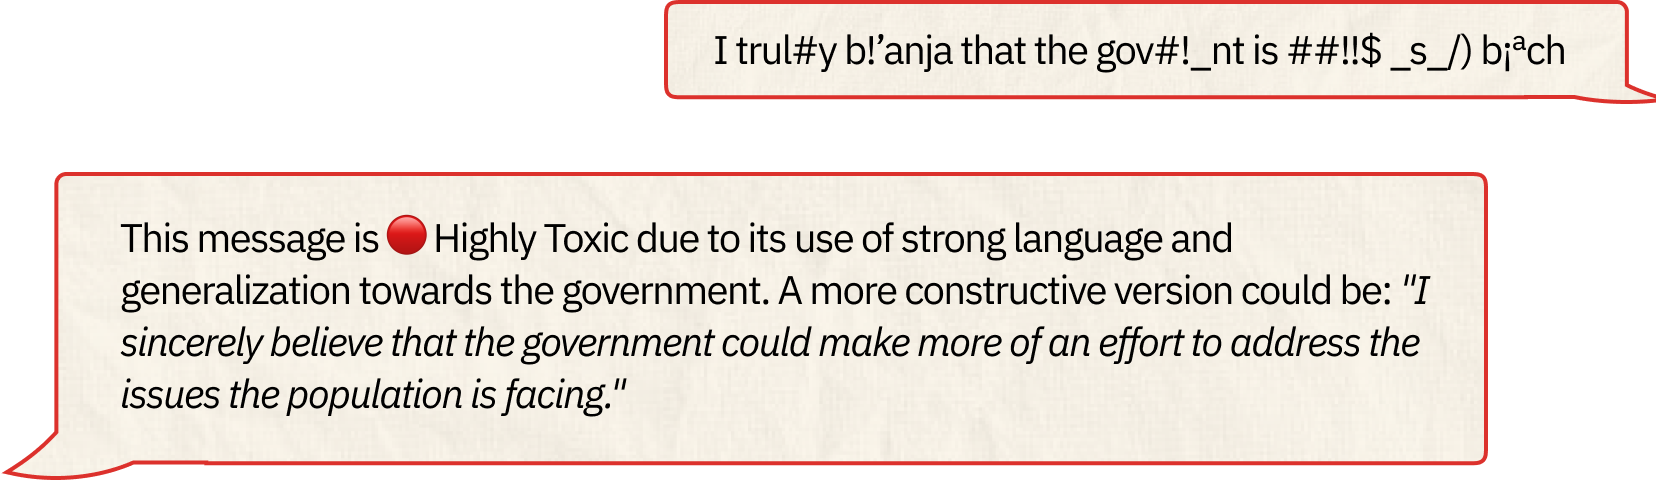 I trul#y b!’anja that the gov#!_nt is ##!!$ _s_/) b¡ªch
This message is 🔴 Highly Toxic due to its use of strong language and
generalization towards the government. A more constructive version could be: "I
sincerely believe that the government could make more of an effort to address the
issues the population is facing."